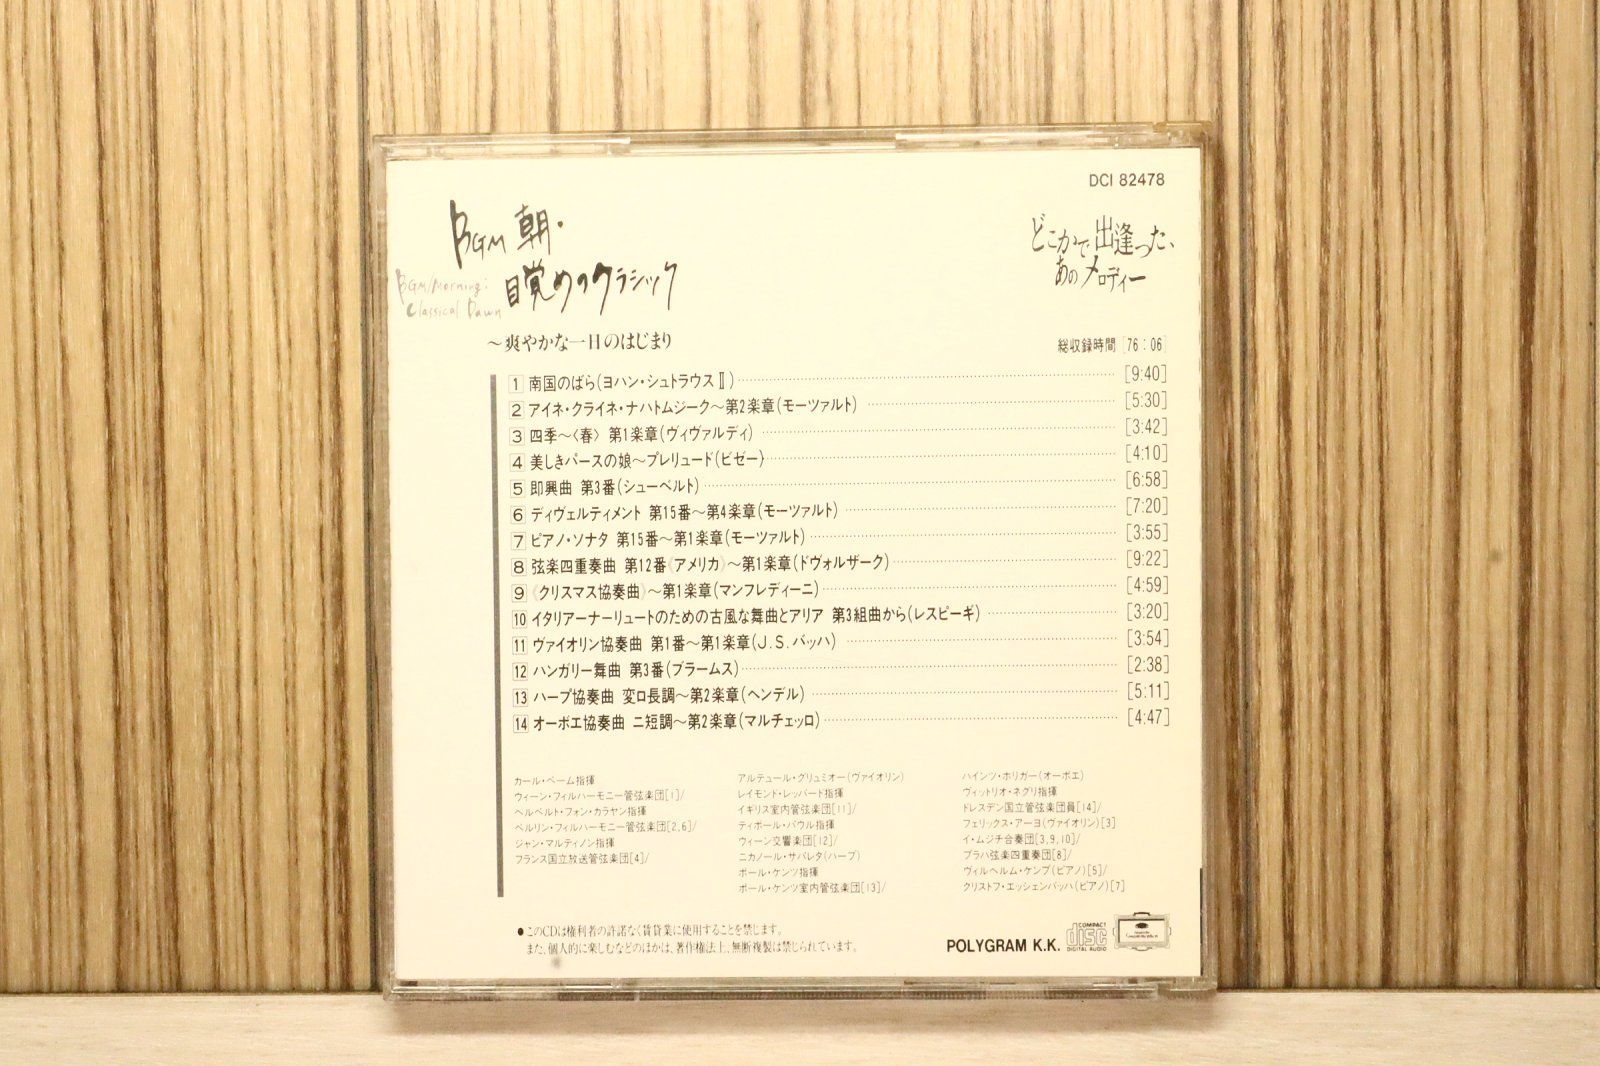 DCI 82478
BGM 朝・
目覚めのクラシック
BGM/Morning:
Classical Dawn
どこかで出逢った、
あのメロディー
～爽やかな一日のはじまり
総収録時間[76:06]
1 南国のばら(ヨハン・シュトラウスⅡ) [9:40]
2 アイネ・クライネ・ナハトムジーク～第2楽章(モーツァルト) [5:30]
3 四季～〈春〉 第1楽章(ヴィヴァルディ) [3:42]
4 美しきパースの娘～プレリュード(ビゼー) [4:10]
5 即興曲 第3番(シューベルト) [6:58]
6 ディヴェルティメント 第15番～第4楽章(モーツァルト) [7:20]
7 ピアノ・ソナタ 第15番～第1楽章(モーツァルト) [3:55]
8 弦楽四重奏曲 第12番《アメリカ》～第1楽章(ドヴォルザーク) [9:22]
9 《クリスマス協奏曲》～第1楽章(マンフレディーニ) [4:59]
10 イタリアーナーリュートのための古風な舞曲とアリア 第3組曲から(レスピーギ) [3:20]
11 ヴァイオリン協奏曲 第1番～第1楽章(J.S.バッハ) [3:54]
12 ハンガリー舞曲 第3番(ブラームス) [2:38]
13 ハープ協奏曲 変ロ長調～第2楽章(ヘンデル) [5:11]
14 オーボエ協奏曲 ニ短調～第2楽章(マルチェッロ) [4:47]
カール・ベーム指揮
ウィーン・フィルハーモニー管弦楽団[1]/
ヘルベルト・フォン・カラヤン指揮
ベルリン・フィルハーモニー管弦楽団[2,6]/
ジャン・マルティノン指揮
フランス国立放送管弦楽団[4]/
アルテュール・グリュミオー(ヴァイオリン)
レイモンド・レッパード指揮
イギリス室内管弦楽団[11]/
ティボール・パウル指揮
ウィーン交響楽団[12]/
ニカノール・サバレタ(ハープ)
ポール・ケンツ指揮
ポール・ケンツ室内管弦楽団[13]/
ハインツ・ホリガー(オーボエ)
ヴィットリオ・ネグリ指揮
ドレスデン国立管弦楽団員[14]/
フェリックス・アーヨ(ヴァイオリン)[3]
イ・ムジチ合奏団[3,9,10]/
プラハ弦楽四重奏団[8]/
ヴィルヘルム・ケンプ(ピアノ)[5]/
クリストフ・エッシェンバッハ(ピアノ)[7]
●このCDは権利者の許諾なく賃貸業に使用することを禁じます。
また、個人的に楽しむなどのほかは、著作権法上、無断複製は禁じられています。
POLYGRAM K.K.
COMPACT
disc
DIGITAL AUDIO